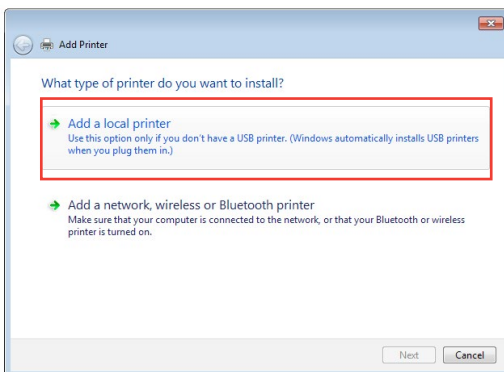 Add Printer
What type of printer do you want to install?
Add a local printer
Use this option only if you don't have a USB printer. (Windows automatically installs USB printers
when you plug them in.)
Add a network, wireless or Bluetooth printer
Make sure that your computer is connected to the network, or that your Bluetooth or wireless
printer is turned on.
Next Cancel